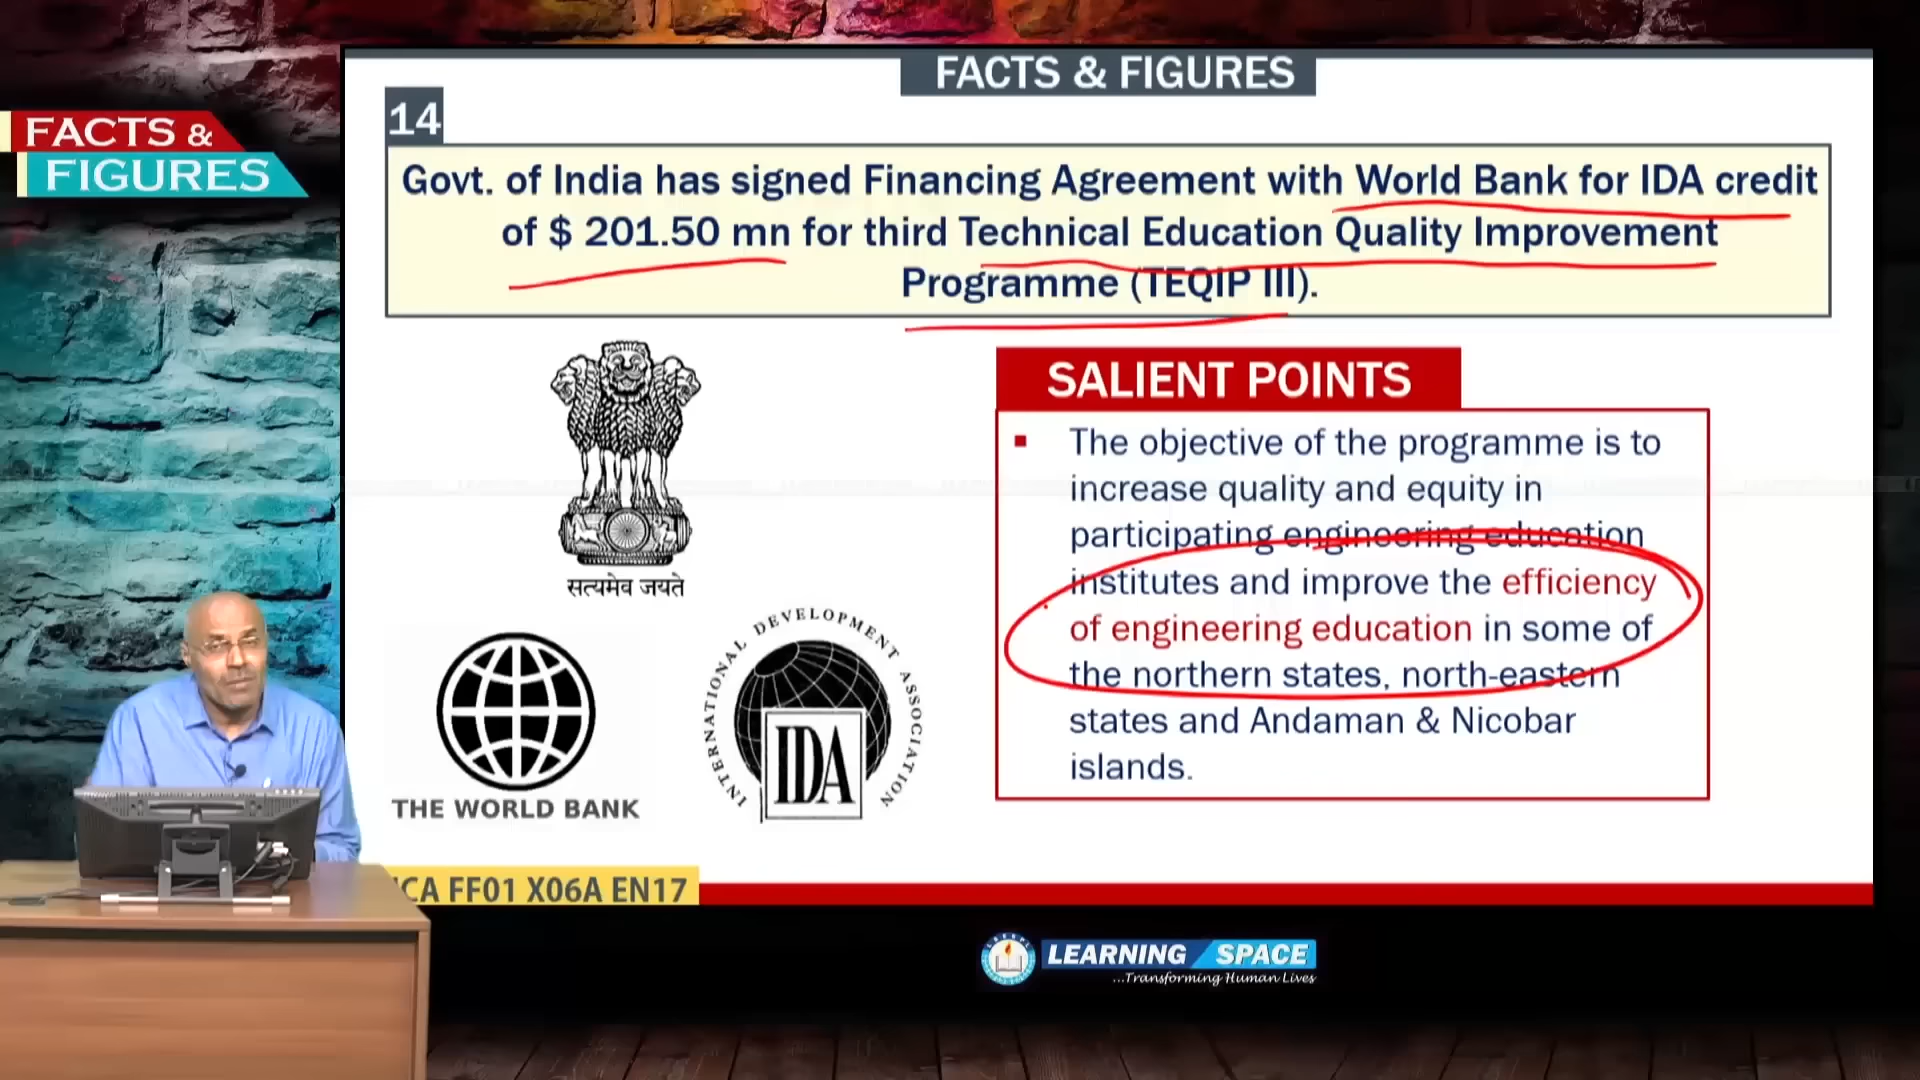 FACTS & FIGURES
FACTS &
FIGURES
14
Govt. of India has signed Financing Agreement with World Bank for IDA credit
of $ 201.50 mn for third Technical Education Quality Improvement
Programme (TEQIP III).
सत्यमेव जयते
THE WORLD BANK
INTERNATIONAL DEVELOPMENT ASSOCIATION
IDA
SALIENT POINTS
The objective of the programme is to
increase quality and equity in
participating engineering education
institutes and improve the efficiency
of engineering education in some of
the northern states, north-eastern
states and Andaman & Nicobar
islands.
CA FF01 X06A EN17
LEARNING SPACE
...Transforming Human Lives